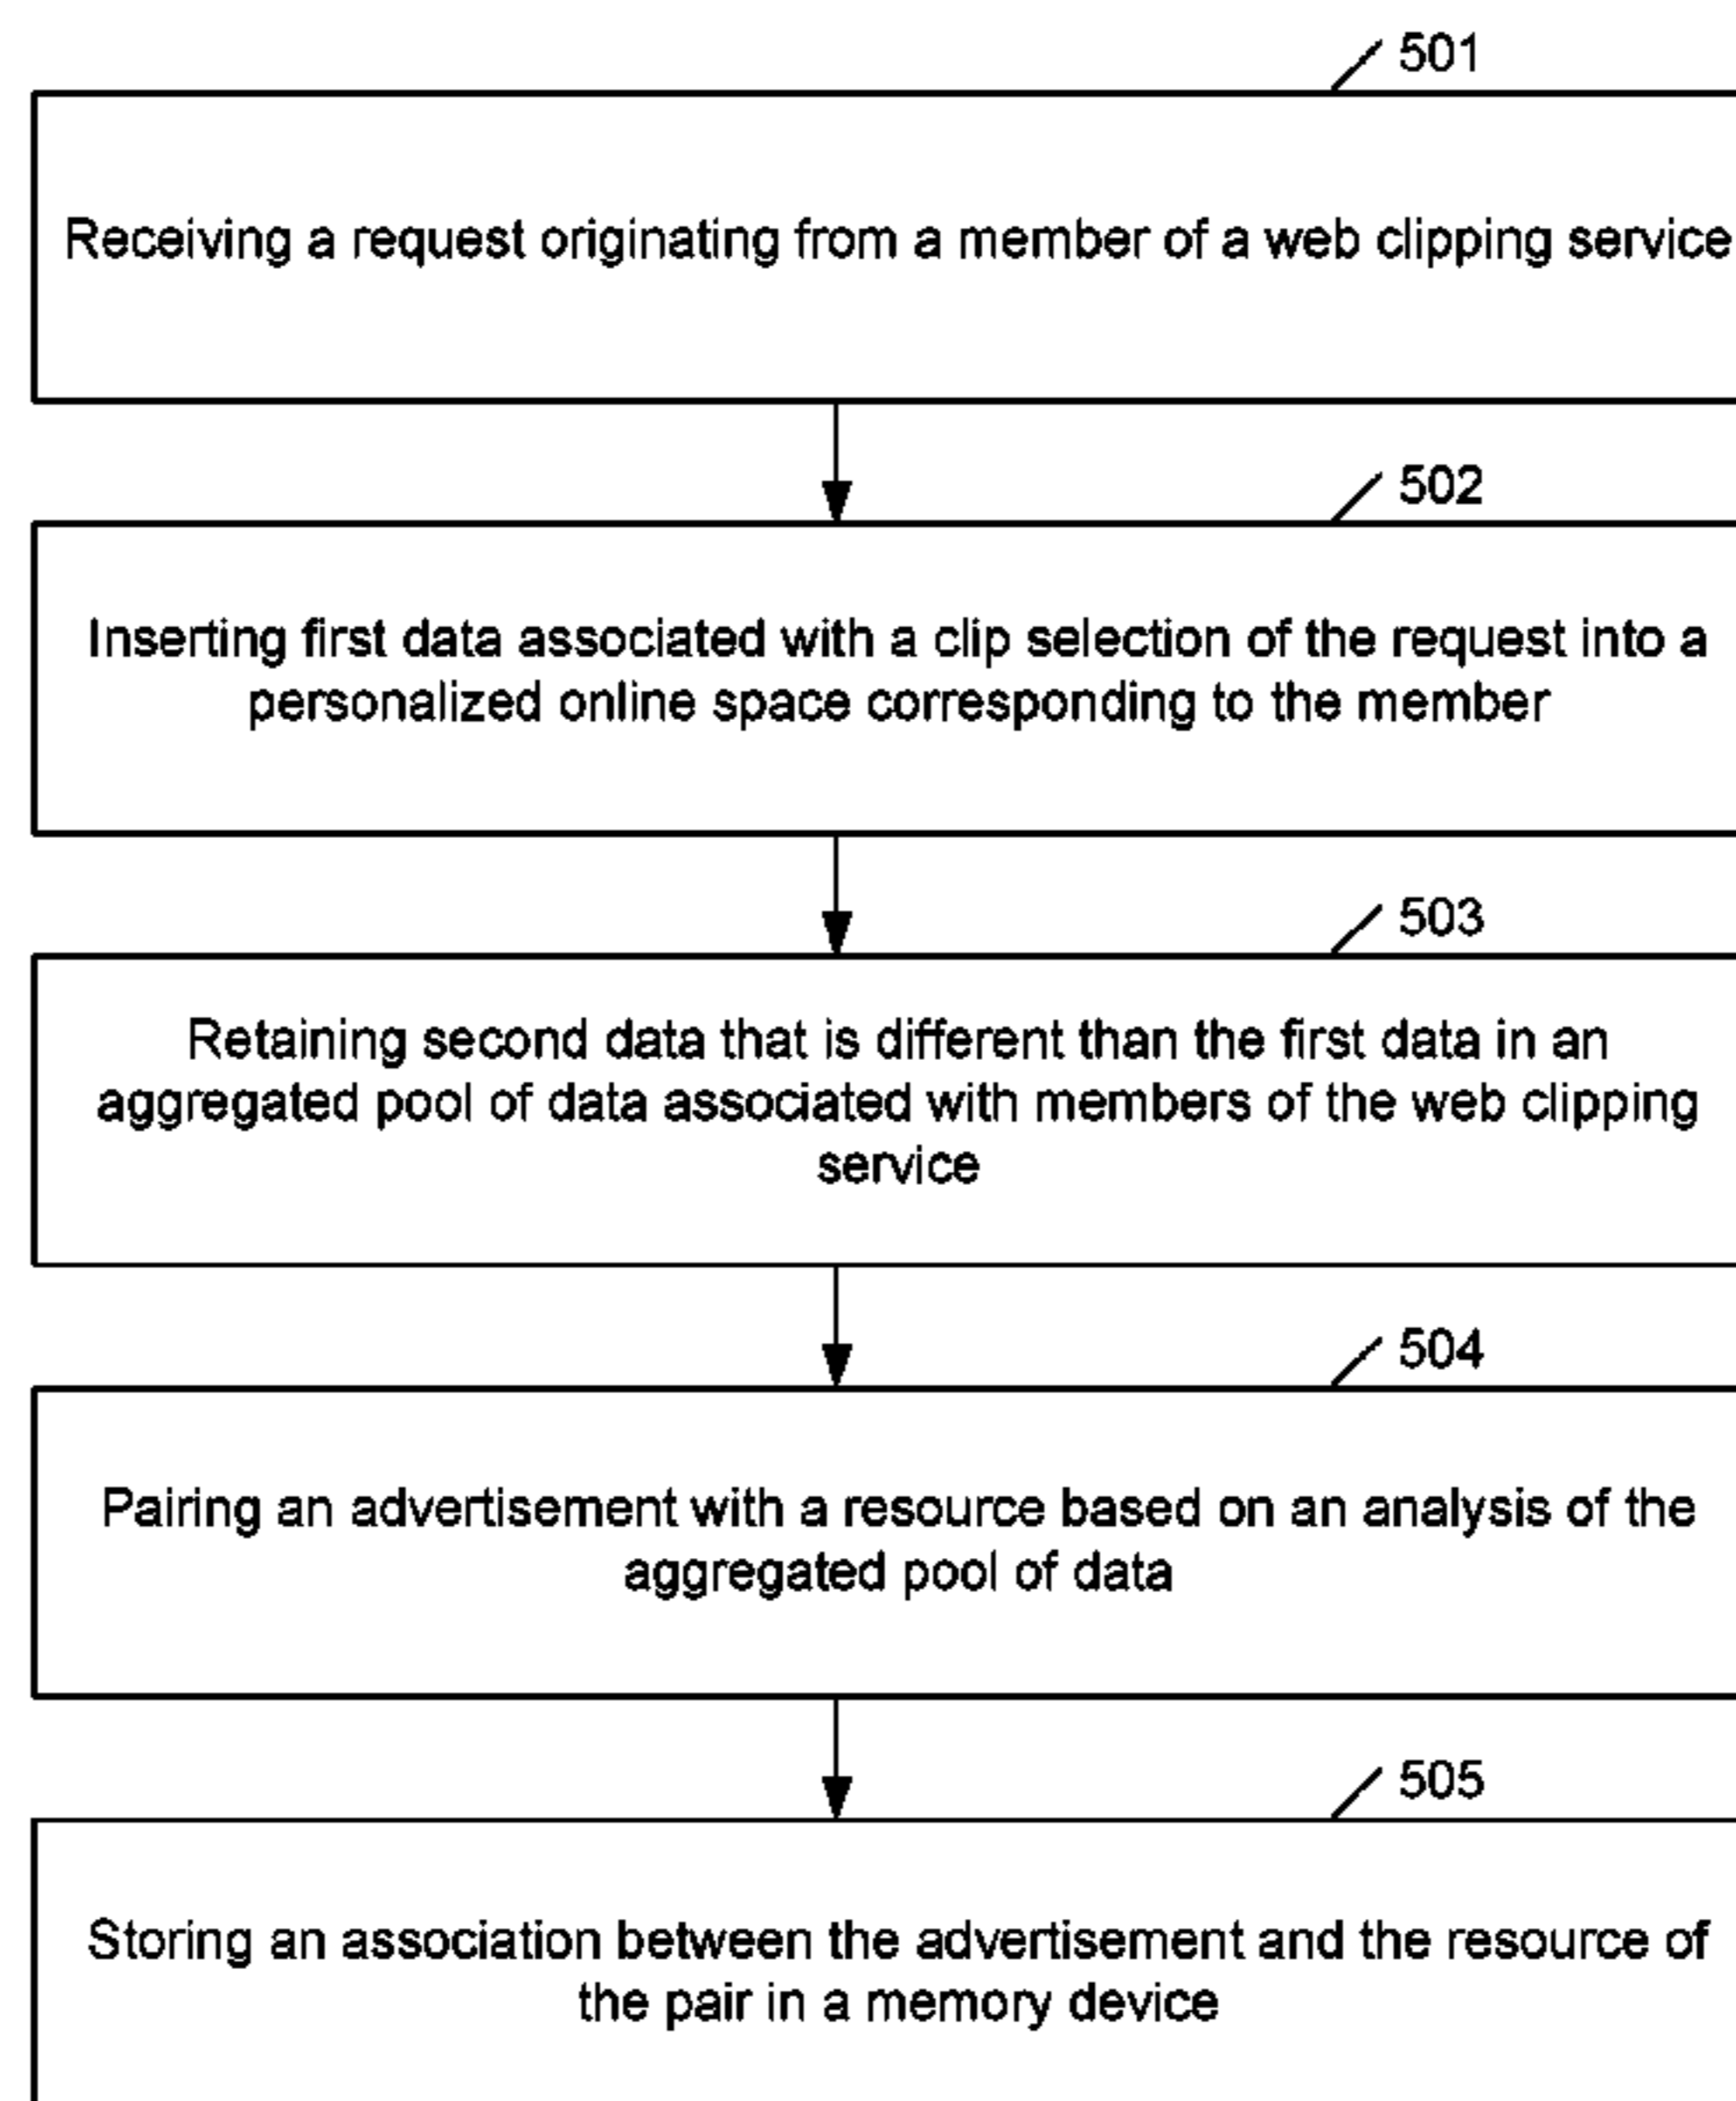 501
Receiving a request originating from a member of a web clipping service
502
Inserting first data associated with a clip selection of the request into a
personalized online space corresponding to the member
503
Retaining second data that is different than the first data in an
aggregated pool of data associated with members of the web clipping
service
504
Pairing an advertisement with a resource based on an analysis of the
aggregated pool of data
505
Storing an association between the advertisement and the resource of
the pair in a memory device